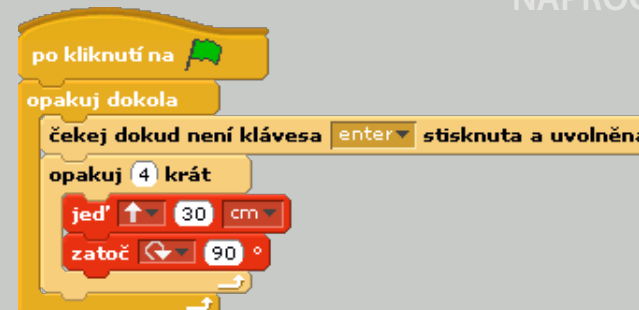 NAPROG
po kliknutí na
opakuj dokola
čekej dokud není klávesa enter stisknuta a uvolněna
opakuj 4 krát
jeď 30 cm
zatoč 90 °